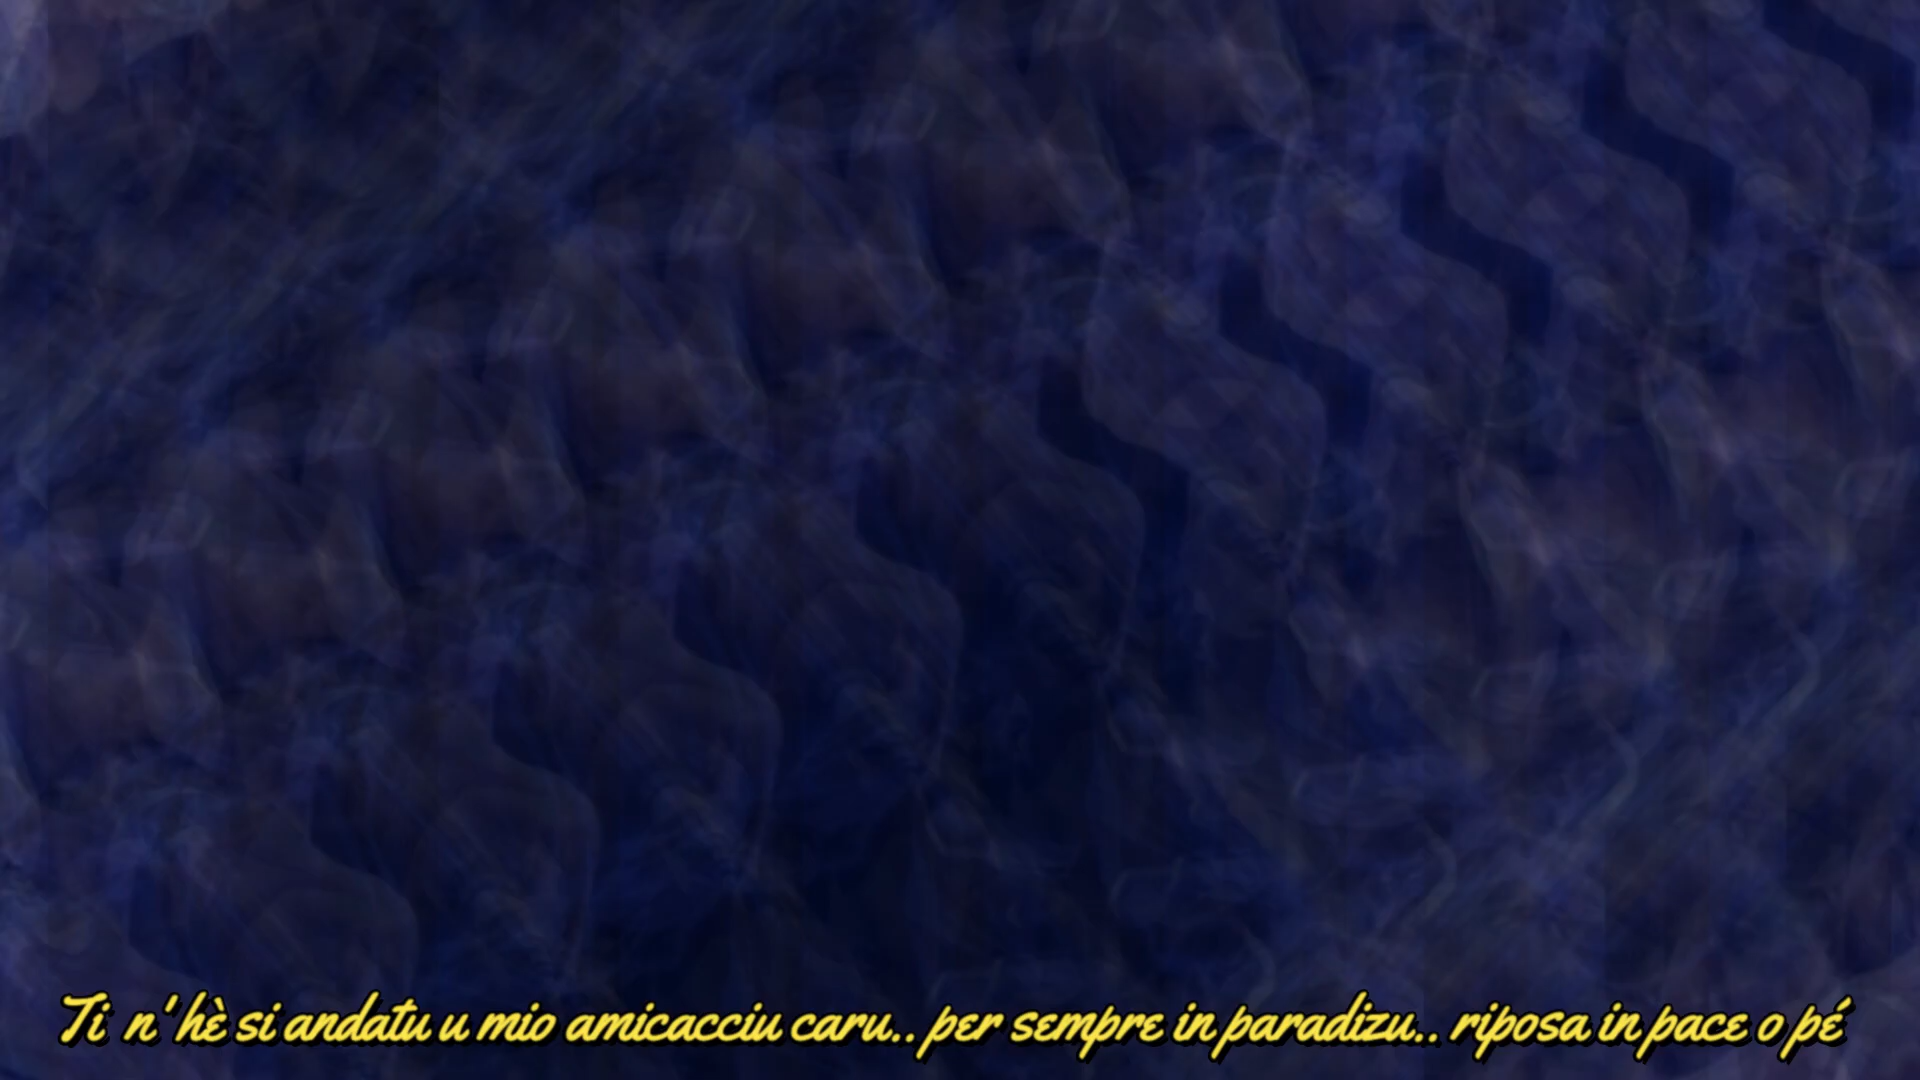 Ti n'hè si andatu u mio amicacciu caru.. per sempre in paradizu.. riposa in pace o pé